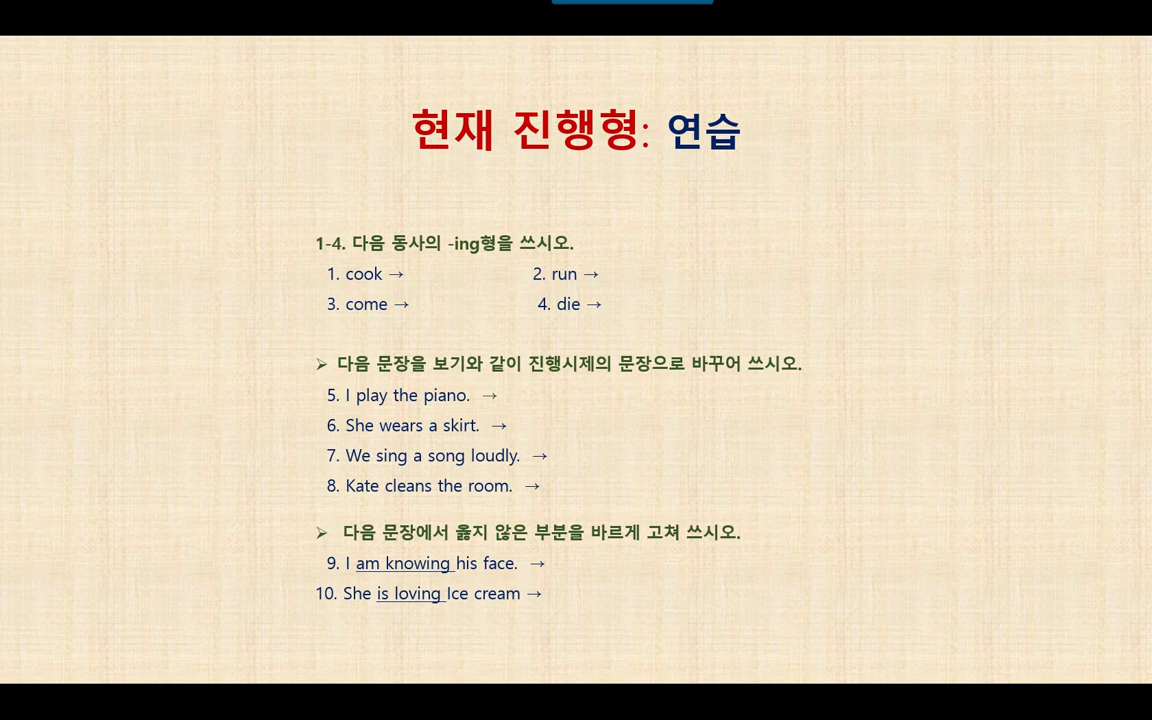 현재 진행형: 연습
1-4. 다음 동사의 -ing형을 쓰시오.
1. cook → 2. run →
3. come → 4. die →
➢ 다음 문장을 보기와 같이 진행시제의 문장으로 바꾸어 쓰시오.
5. I play the piano. →
6. She wears a skirt. →
7. We sing a song loudly. →
8. Kate cleans the room. →
➢ 다음 문장에서 옳지 않은 부분을 바르게 고쳐 쓰시오.
9. I am knowing his face. →
10. She is loving Ice cream →